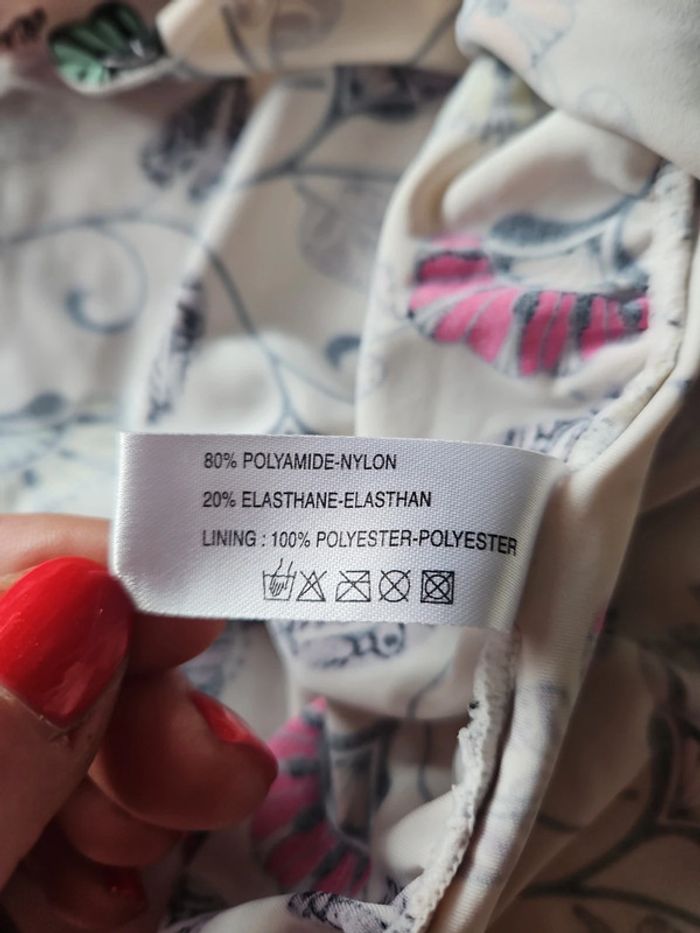 80% POLYAMIDE-NYLON
20% ELASTHANE-ELASTHAN
LINING : 100% POLYESTER-POLYESTER